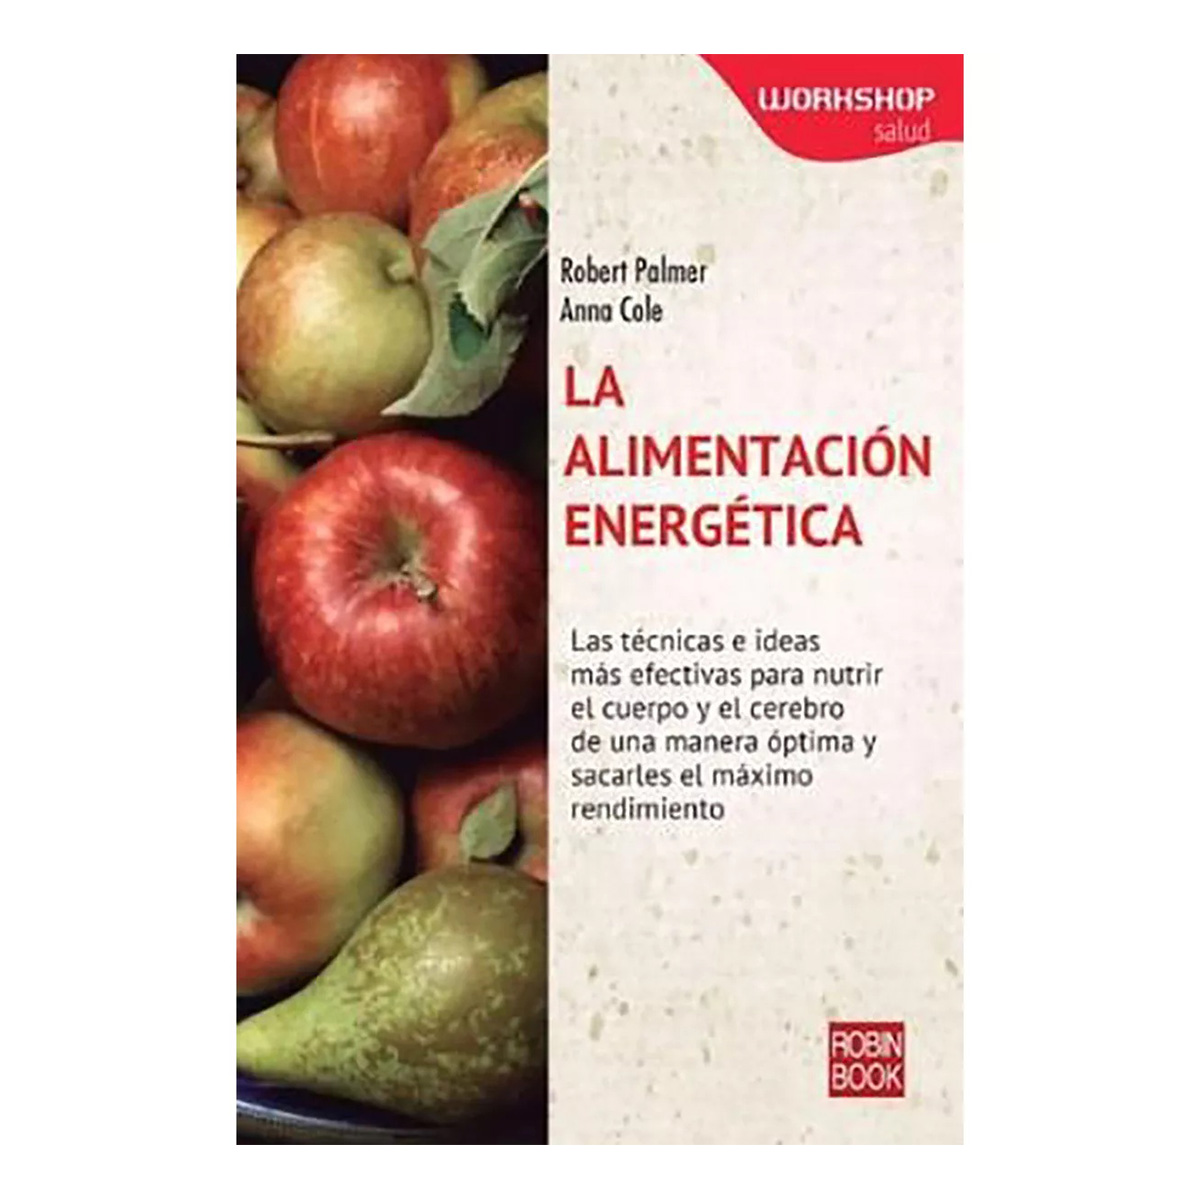 WORKSHOP
salud
Robert Palmer
Anna Cole
LA
ALIMENTACIÓN
ENERGÉTICA
Las técnicas e ideas
más efectivas para nutrir
el cuerpo y el cerebro
de una manera óptima y
sacarles el máximo
rendimiento
ROBIN
BOOK